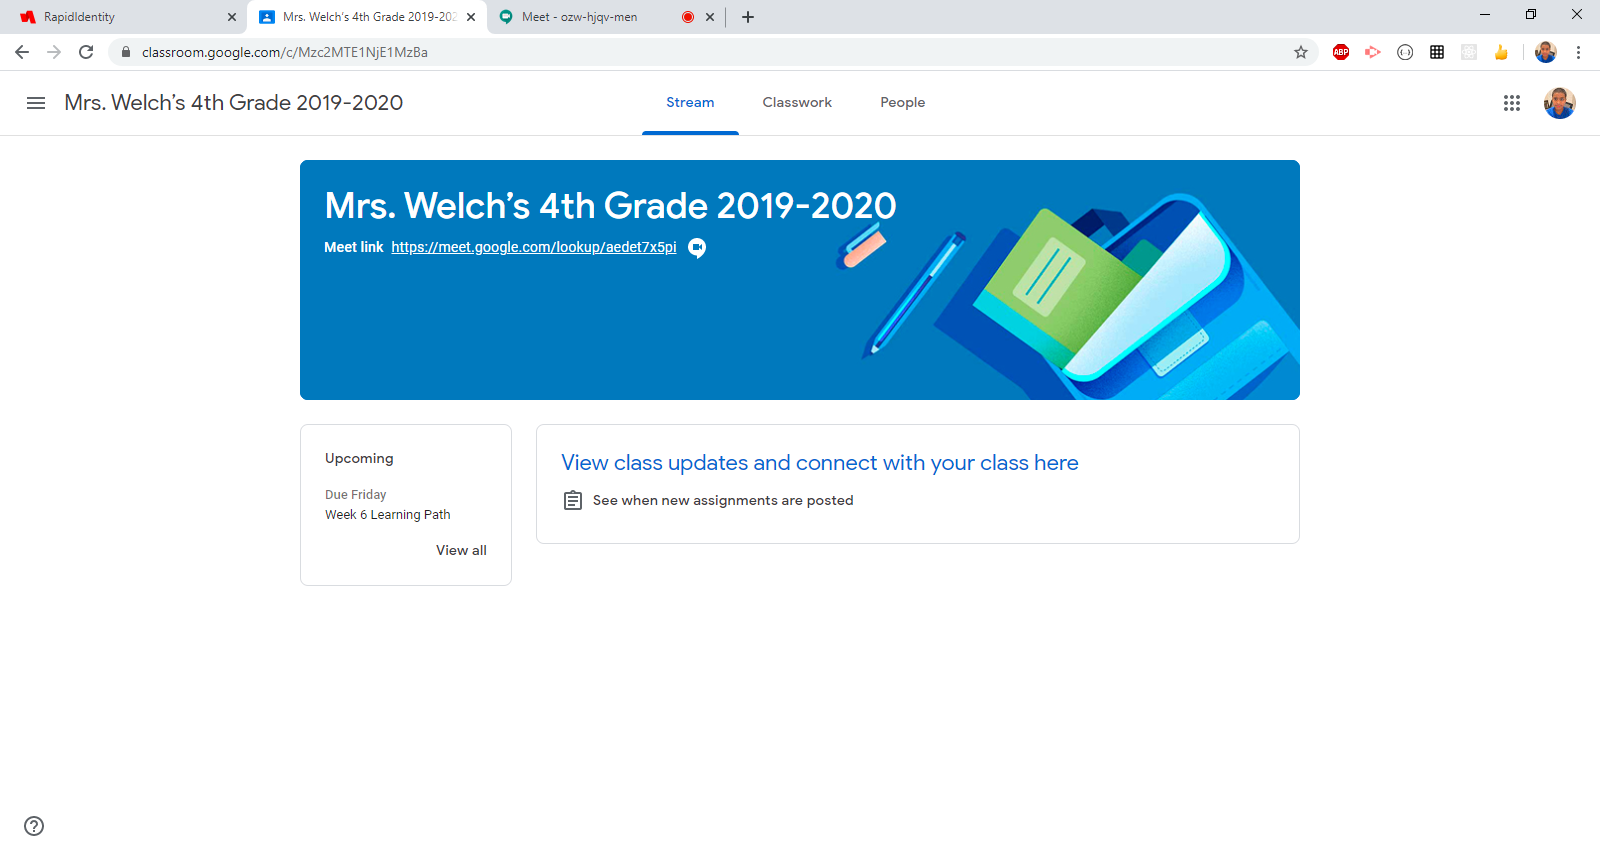 RapidIdentity
Mrs. Welch's 4th Grade 2019-202
Meet - ozw-hjqv-men
classroom.google.com/c/Mzc2MTE1NjE1MzBa
ABP
Mrs. Welch's 4th Grade 2019-2020
Stream
Classwork
People
Mrs. Welch's 4th Grade 2019-2020
Meet link https://meet.google.com/lookup/aedet7x5pi
Upcoming
Due Friday
Week 6 Learning Path
View all
View class updates and connect with your class here
See when new assignments are posted